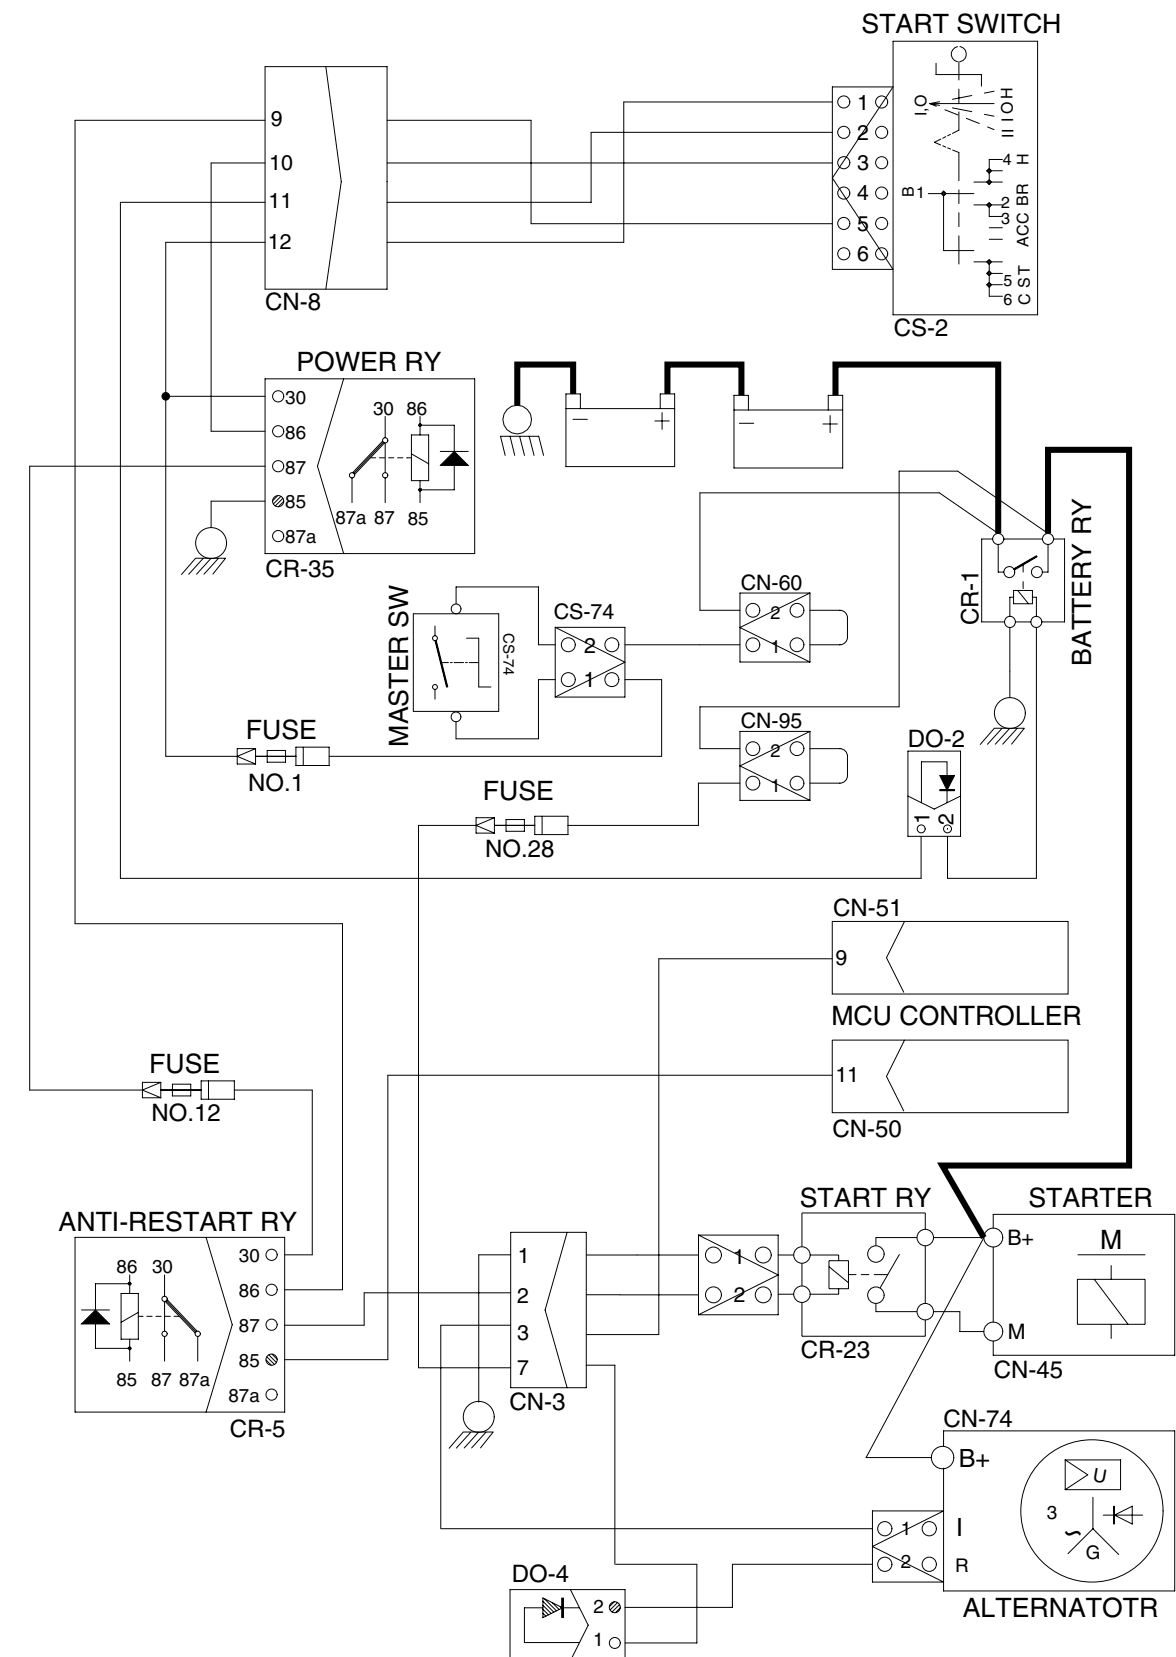 START SWITCH
1
2
3
4
5
6
I,O
H
O
I
II
4 H
B 1
BR
2
3
ACC
5 ST
6 C
CS-2
9
10
11
12
CN-8
POWER RY
30
86
87
85
87a
30 86
87a 87 85
CR-35
− +
− +
BATTERY RY
CR-1
CN-60
2
1
MASTER SW
CS-74
CS-74
2
1
CN-95
2
1
FUSE
NO.1
FUSE
NO.28
DO-2
1 2
CN-51
9
MCU CONTROLLER
11
CN-50
FUSE
NO.12
ANTI-RESTART RY
30
86
87
85
87a
86 30
85 87 87a
CR-5
1
2
3
7
CN-3
START RY
1
2
CR-23
STARTER
B+
M
M
CN-45
CN-74
B+
U
3
~
G
1 I
2 R
ALTERNATOTR
DO-4
2
1